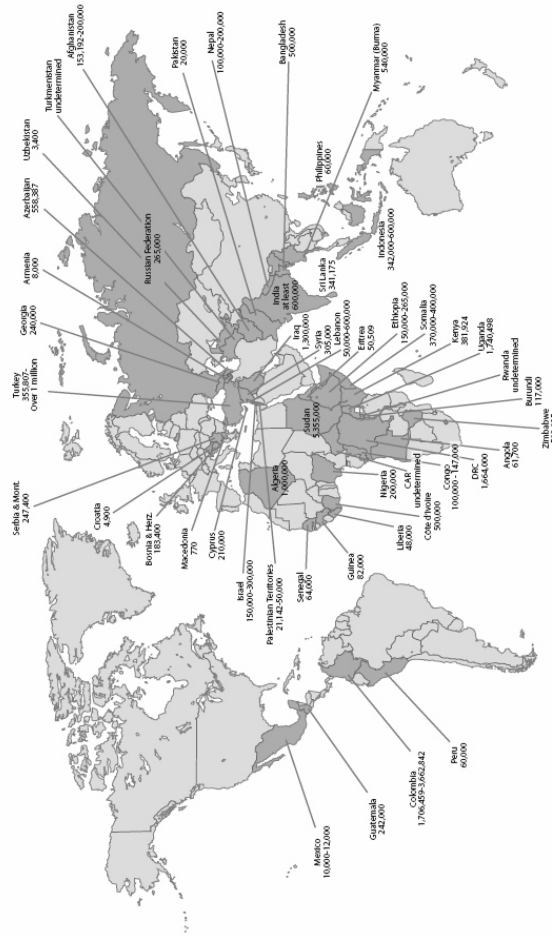 Serbia & Mont.
247,400
Croatia
4,900
Bosnia & Herz.
183,400
Macedonia
770
Cyprus
210,000
Israel
150,000-300,000
Palestinian Territories
21,142-50,000
Turkey
355,807-
Over 1 million
Georgia
240,000
Armenia
8,000
Azerbaijan
558,387
Uzbekistan
3,400
Turkmenistan
undetermined
Afghanistan
153,192-200,000
Pakistan
20,000
Nepal
100,000-200,000
Bangladesh
500,000
Myanmar (Burma)
540,000
Russian Federation
265,000
India
at least
600,000
Sri Lanka
341,175
Philippines
60,000
Indonesia
342,000-600,000
Iraq
1,300,000
Syria
305,000
Lebanon
50,000-600,000
Eritrea
50,509
Ethiopia
150,000-265,000
Somalia
370,000-400,000
Kenya
381,924
Uganda
1,740,498
Rwanda
undetermined
Burundi
117,000
Zimbabwe
Angola
61,700
DRC
1,664,000
Congo
100,000 - 147,000
CAR
undetermined
Nigeria
200,000
Côte d'Ivoire
500,000
Liberia
48,000
Guinea
82,000
Senegal
64,000
Algeria
1,000,000
Sudan
5,355,000
Mexico
10,000-12,000
Guatemala
242,000
Colombia
1,706,459-3,662,842
Peru
60,000